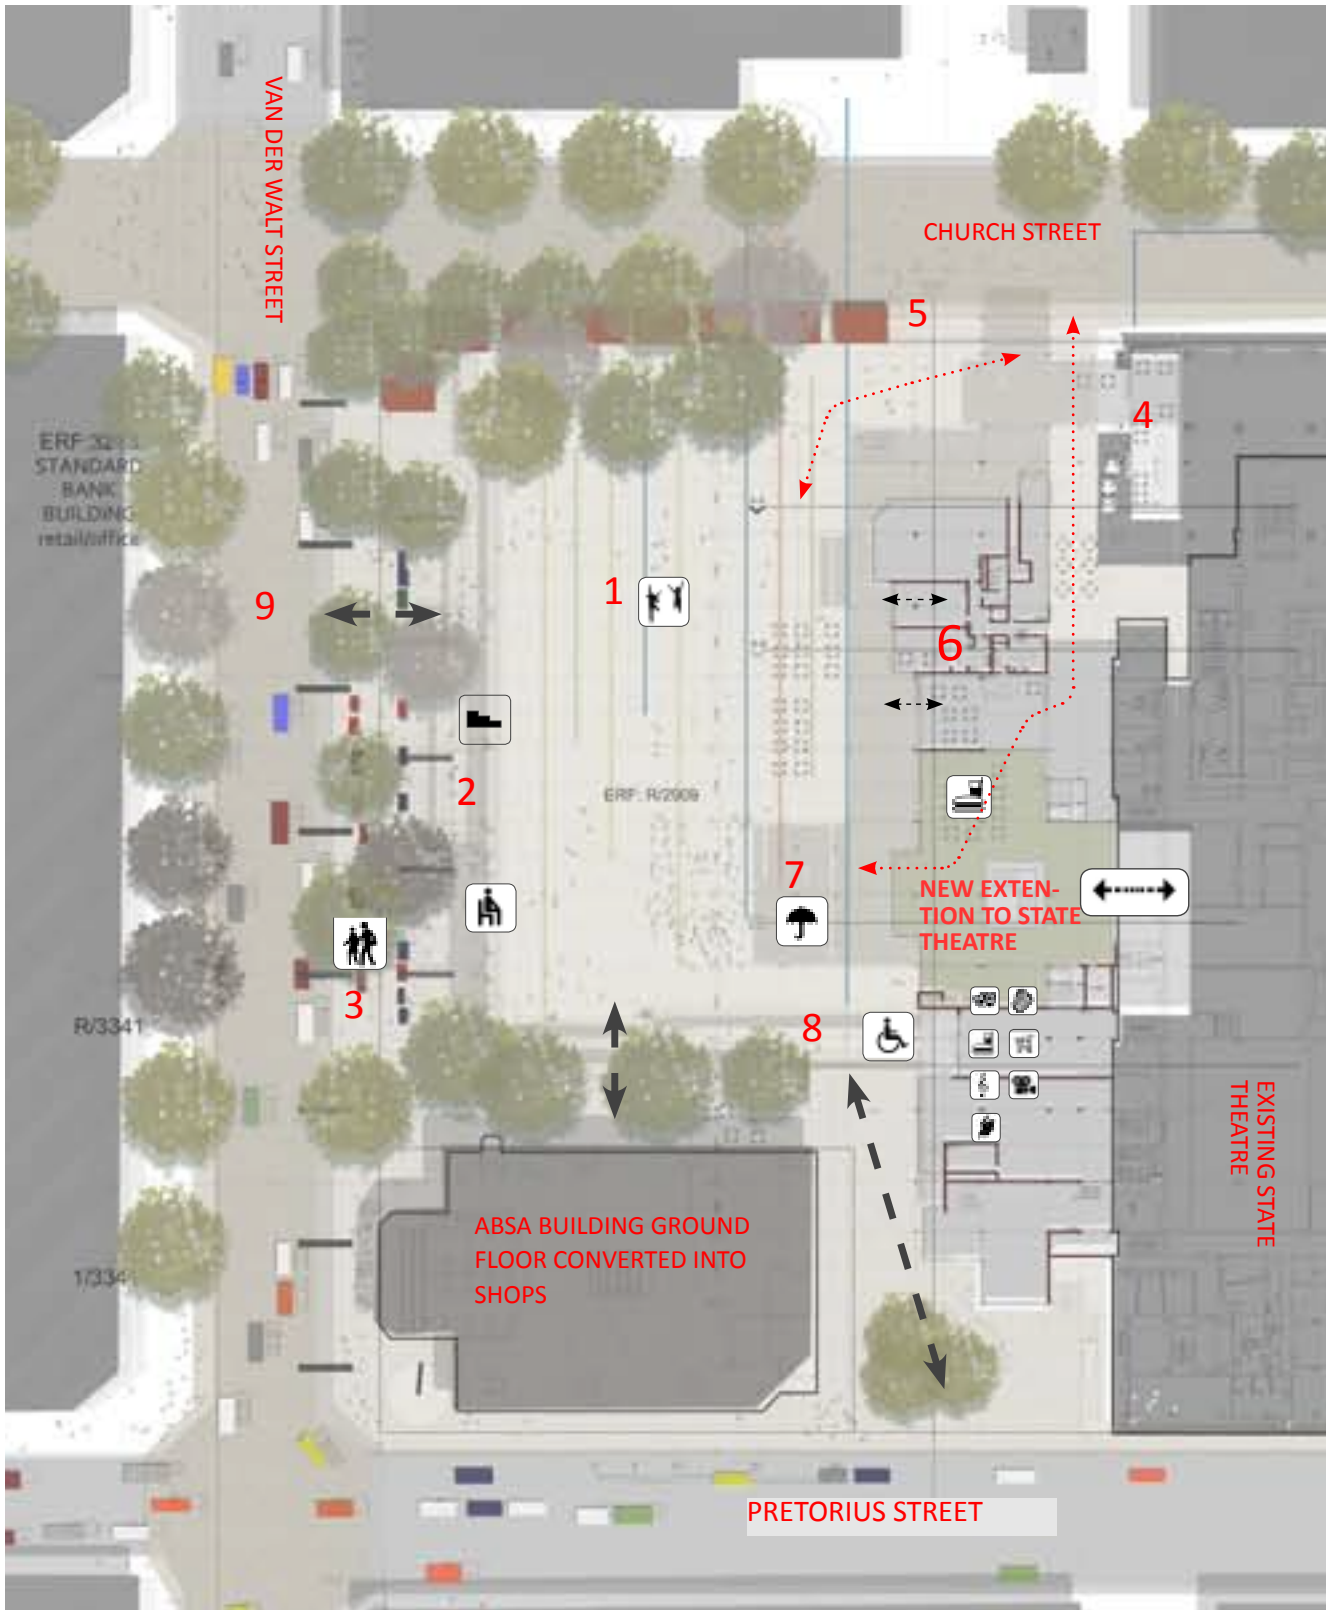 VAN DER WALT STREET
CHURCH STREET
5
4
ERF 3273
STANDARD
BANK
BUILDING
retail/office
1
9
6
2
ERF: R/2909
7
NEW EXTEN-
TION TO STATE
THEATRE
3
R/3341
8
EXISTING STATE
THEATRE
ABSA BUILDING GROUND
FLOOR CONVERTED INTO
SHOPS
PRETORIUS STREET